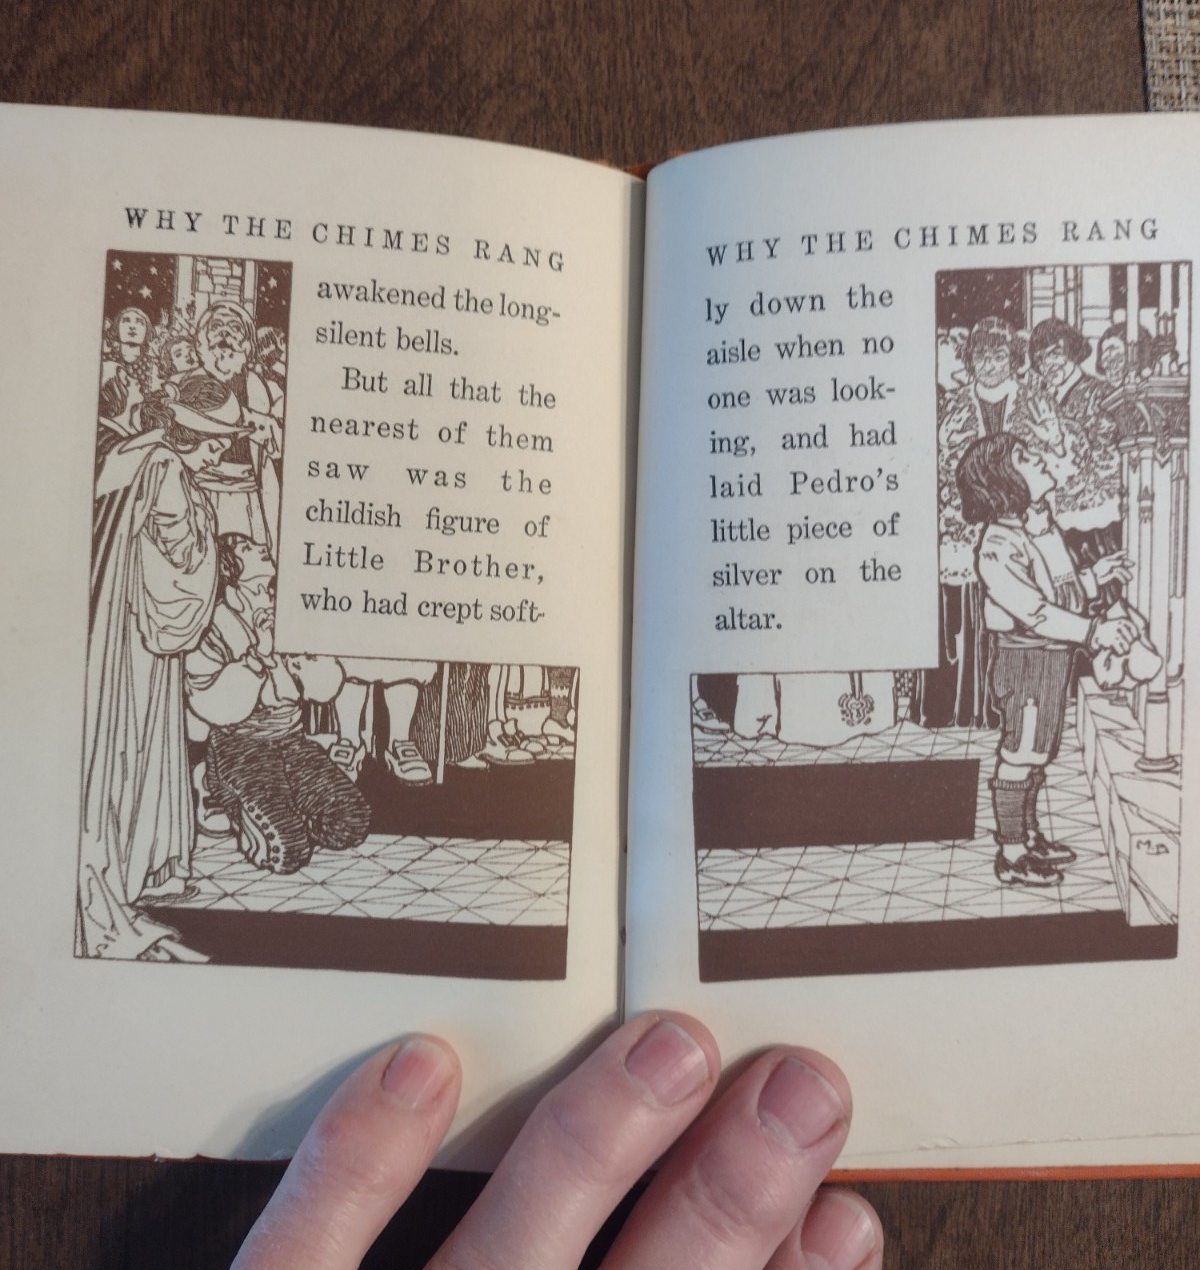 WHY THE CHIMES RANG
awakened the long-
silent bells.
But all that the
nearest of them
saw was the
childish figure of
Little Brother,
who had crept soft-
WHY THE CHIMES RANG
ly down the
aisle when no
one was look-
ing, and had
laid Pedro's
little piece of
silver on the
altar.
MB